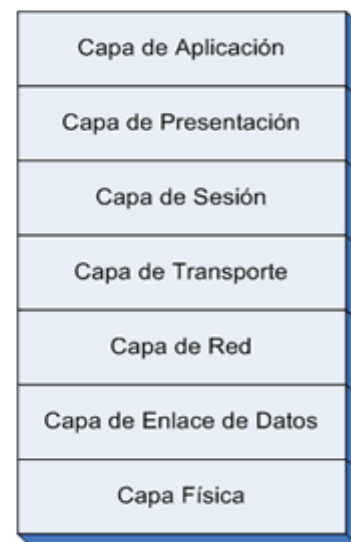 Capa de Aplicación
Capa de Presentación
Capa de Sesión
Capa de Transporte
Capa de Red
Capa de Enlace de Datos
Capa Física